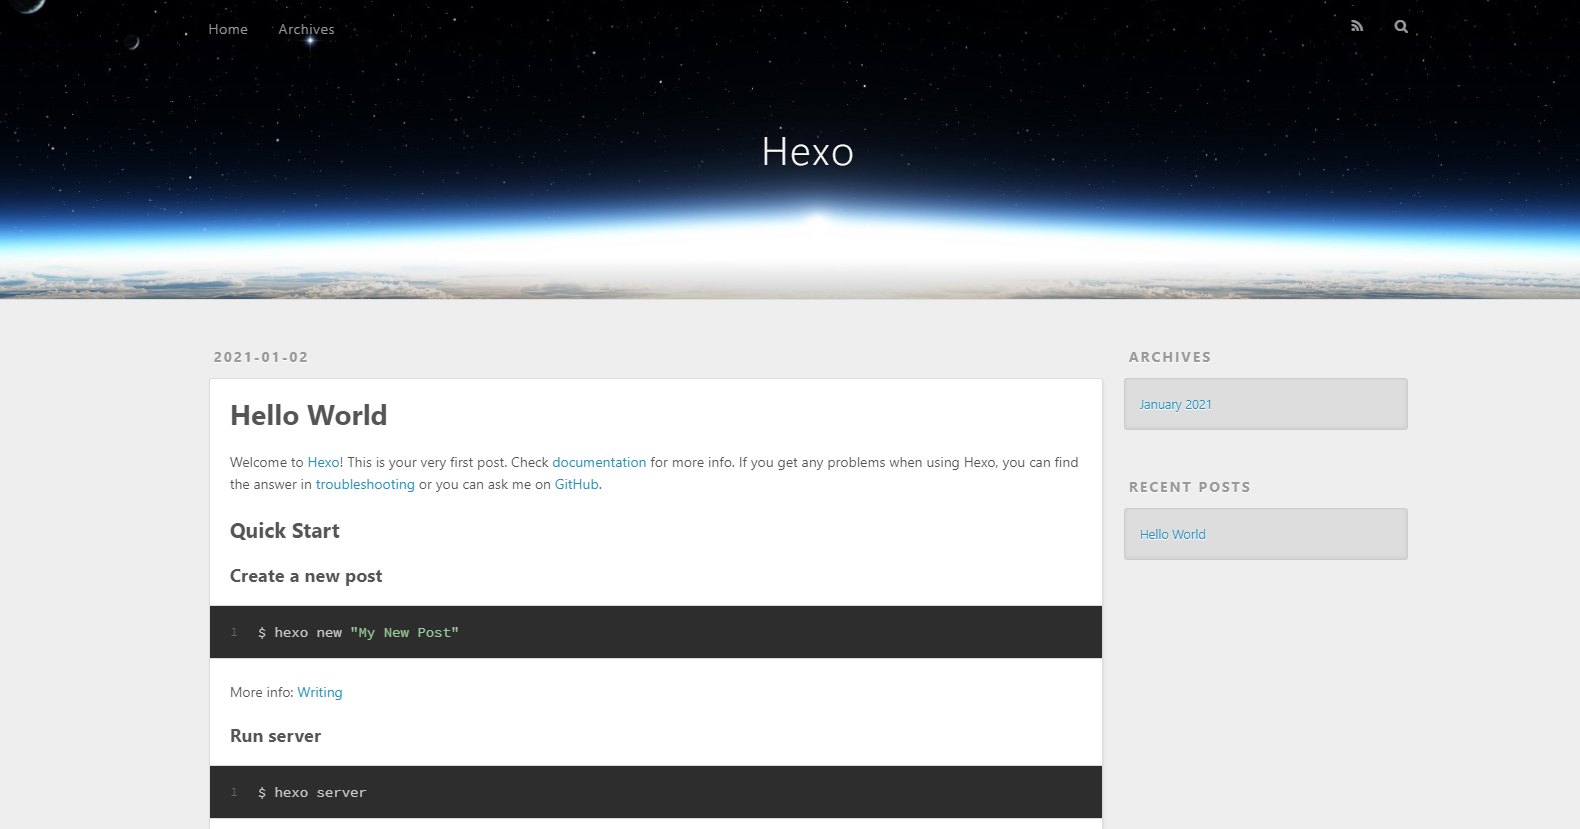 Home Archives
Hexo
2021-01-02
Hello World
Welcome to Hexo! This is your very first post. Check documentation for more info. If you get any problems when using Hexo, you can find
the answer in troubleshooting or you can ask me on GitHub.
Quick Start
Create a new post
1 $ hexo new "My New Post"
More info: Writing
Run server
1 $ hexo server
ARCHIVES
January 2021
RECENT POSTS
Hello World